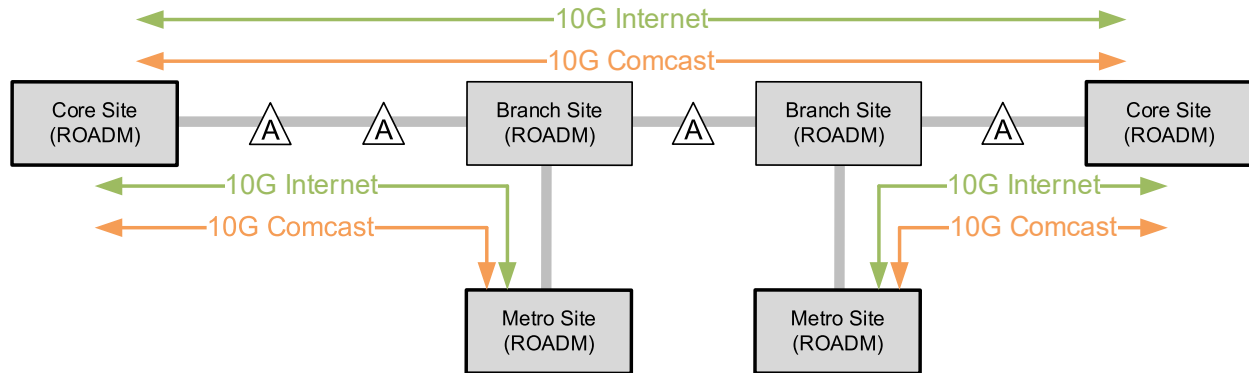 10G Internet
10G Comcast
Core Site
(ROADM)
A
A
Branch Site
(ROADM)
A
Branch Site
(ROADM)
A
Core Site
(ROADM)
10G Internet
10G Comcast
10G Internet
10G Comcast
Metro Site
(ROADM)
Metro Site
(ROADM)